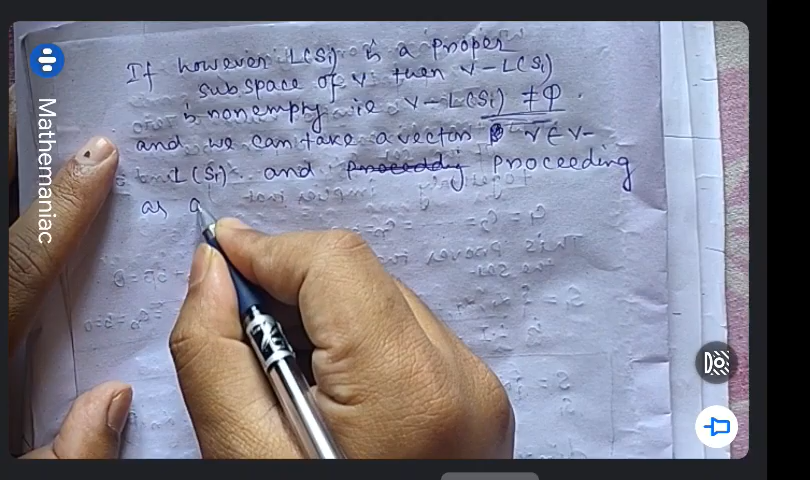 If however L(S1) is a proper
subspace of V then V-L(S1)
is nonempty ie V-L(S1) ≠ Φ.
and we can take a vector v ∈ V-
L(S1). and proceeding
as a
Mathemaniac